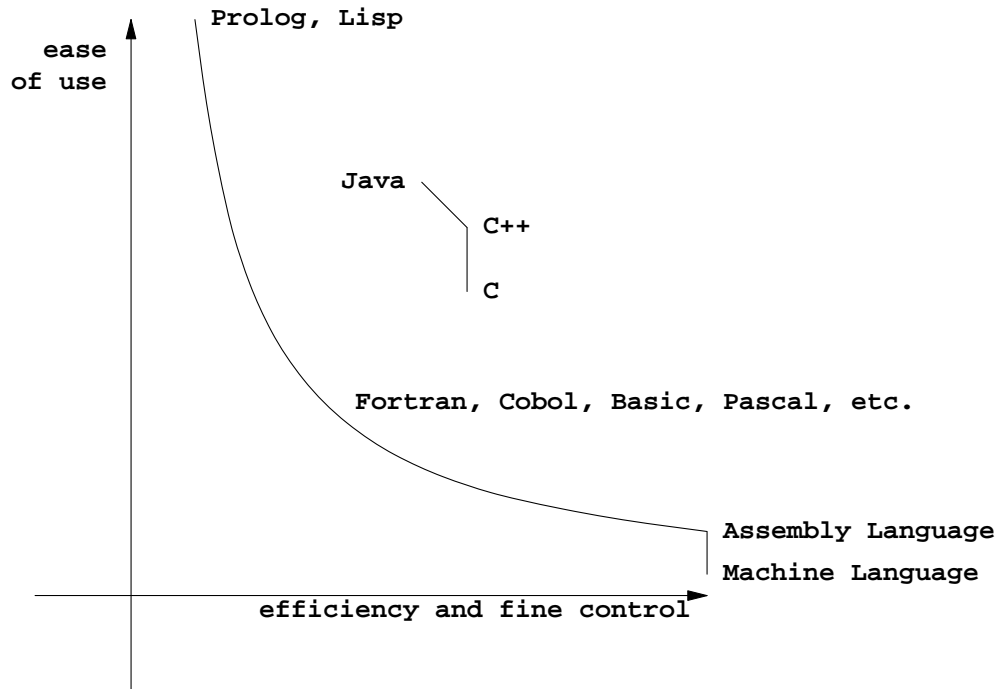 Prolog, Lisp
ease
of use
Java
C++
C
Fortran, Cobol, Basic, Pascal, etc.
Assembly Language
Machine Language
efficiency and fine control